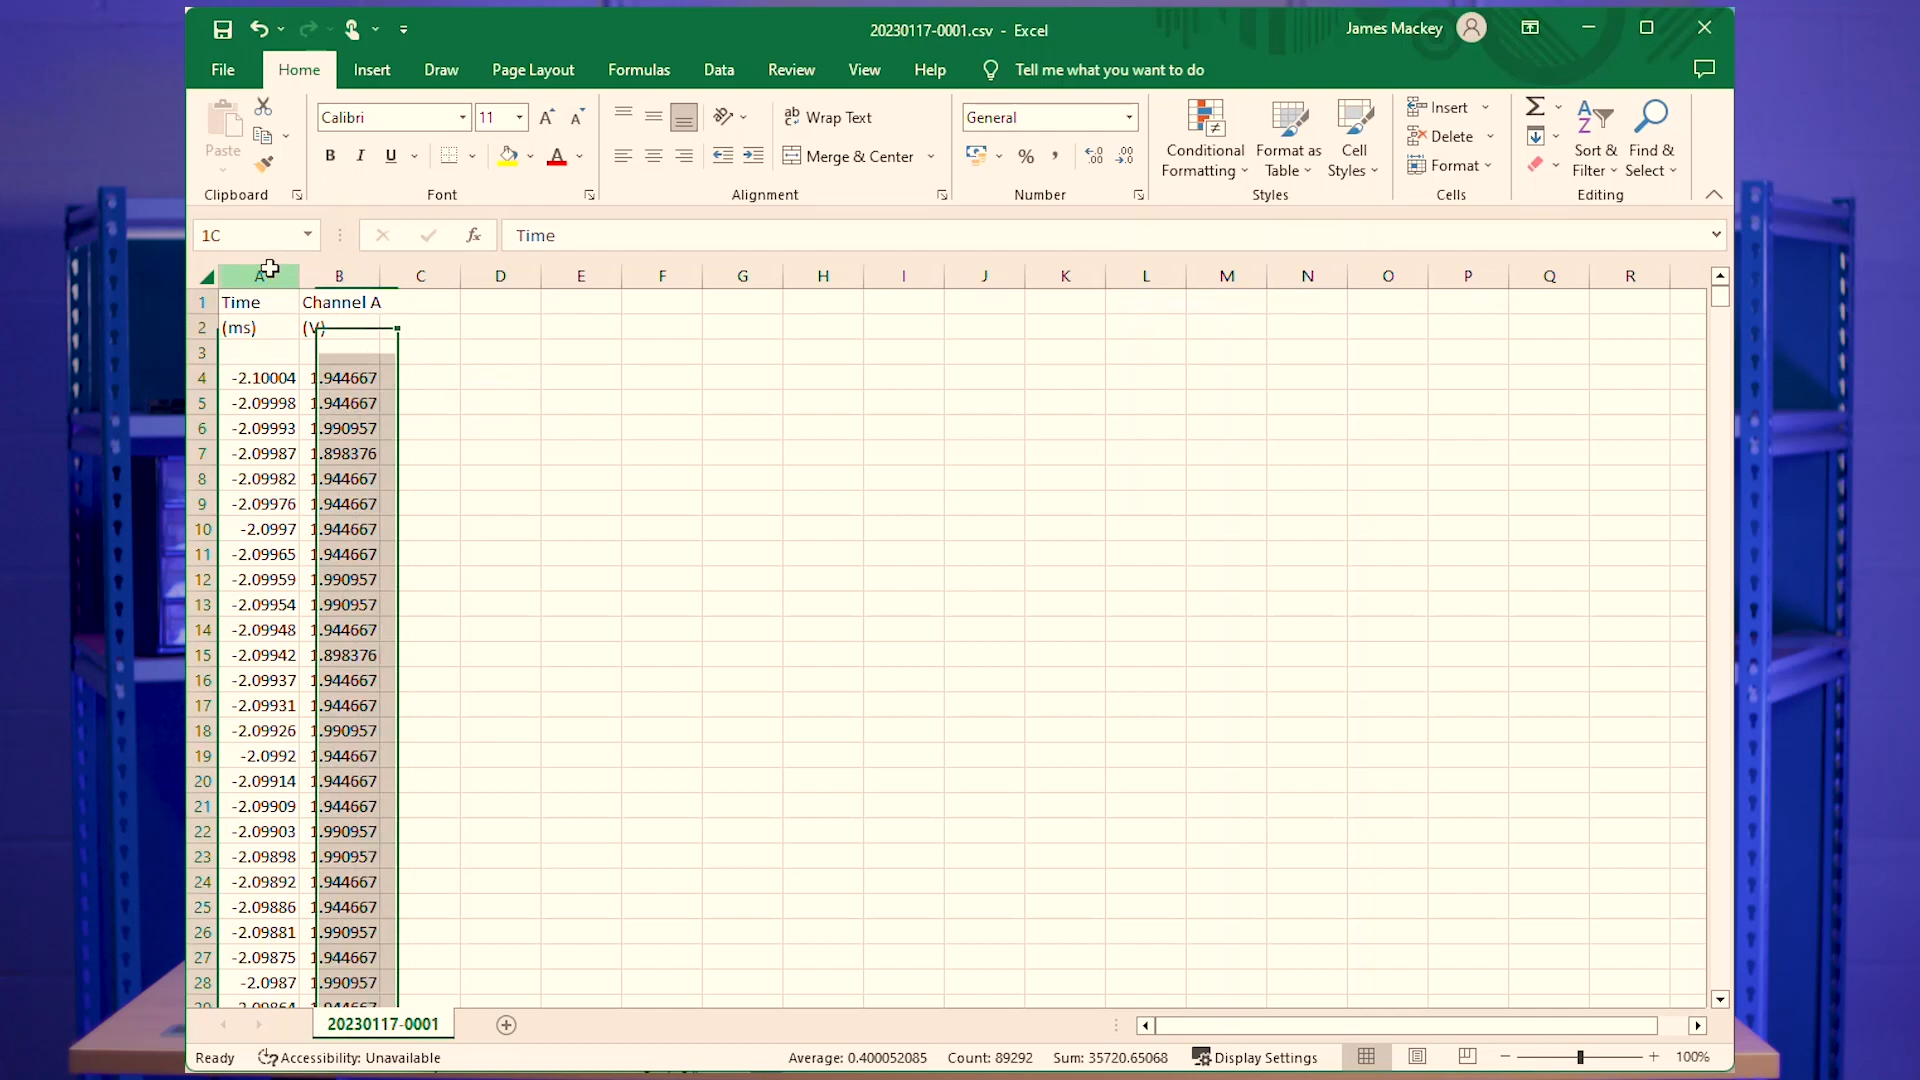 20230117-0001.csv - Excel
James Mackey
File Home Insert Draw Page Layout Formulas Data Review View Help Tell me what you want to do
Paste
Clipboard
Calibri 11
B I U A
Font
Wrap Text
Merge & Center
Alignment
General
% ,
Number
Conditional Formatting
Format as Table
Cell Styles
Styles
Insert
Delete
Format
Cells
Sort & Filter
Find & Select
Editing
1C fx Time
A B C D E F G H I J K L M N O P Q R
1 Time Channel A
2 (ms) (V)
3
4 -2.10004 1.944667
5 -2.09998 1.944667
6 -2.09993 1.990957
7 -2.09987 1.898376
8 -2.09982 1.944667
9 -2.09976 1.944667
10 -2.0997 1.944667
11 -2.09965 1.944667
12 -2.09959 1.990957
13 -2.09954 1.990957
14 -2.09948 1.944667
15 -2.09942 1.898376
16 -2.09937 1.944667
17 -2.09931 1.944667
18 -2.09926 1.990957
19 -2.0992 1.944667
20 -2.09914 1.944667
21 -2.09909 1.944667
22 -2.09903 1.990957
23 -2.09898 1.990957
24 -2.09892 1.944667
25 -2.09886 1.944667
26 -2.09881 1.990957
27 -2.09875 1.944667
28 -2.0987 1.990957
29 -2.09864 1.944667
20230117-0001
Ready Accessibility: Unavailable Average: 0.400052085 Count: 89292 Sum: 35720.65068 Display Settings 100%